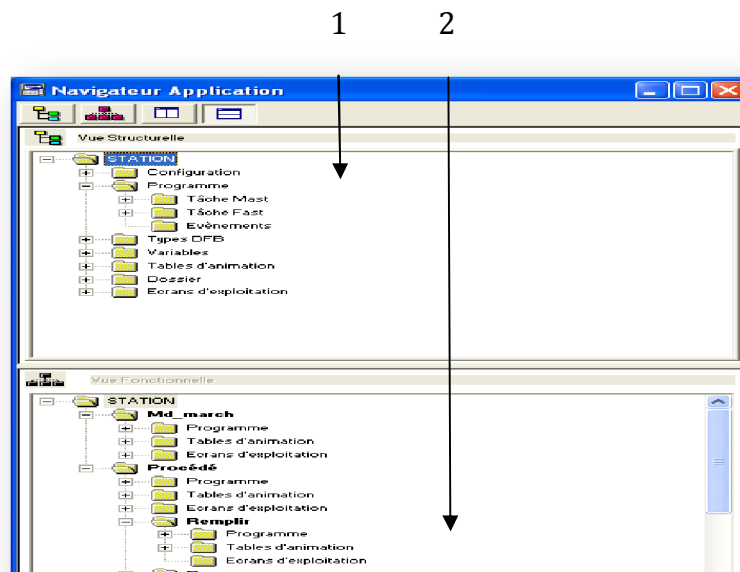 1 2
Navigateur Application
Vue Structurelle
STATION
Configuration
Programme
Tâche Mast
Tâche Fast
Evènements
Types DFB
Variables
Tables d'animation
Dossier
Ecrans d'exploitation
Vue Fonctionnelle
STATION
Md_march
Programme
Tables d'animation
Ecrans d'exploitation
Procédé
Programme
Tables d'animation
Ecrans d'exploitation
Remplir
Programme
Tables d'animation
Ecrans d'exploitation